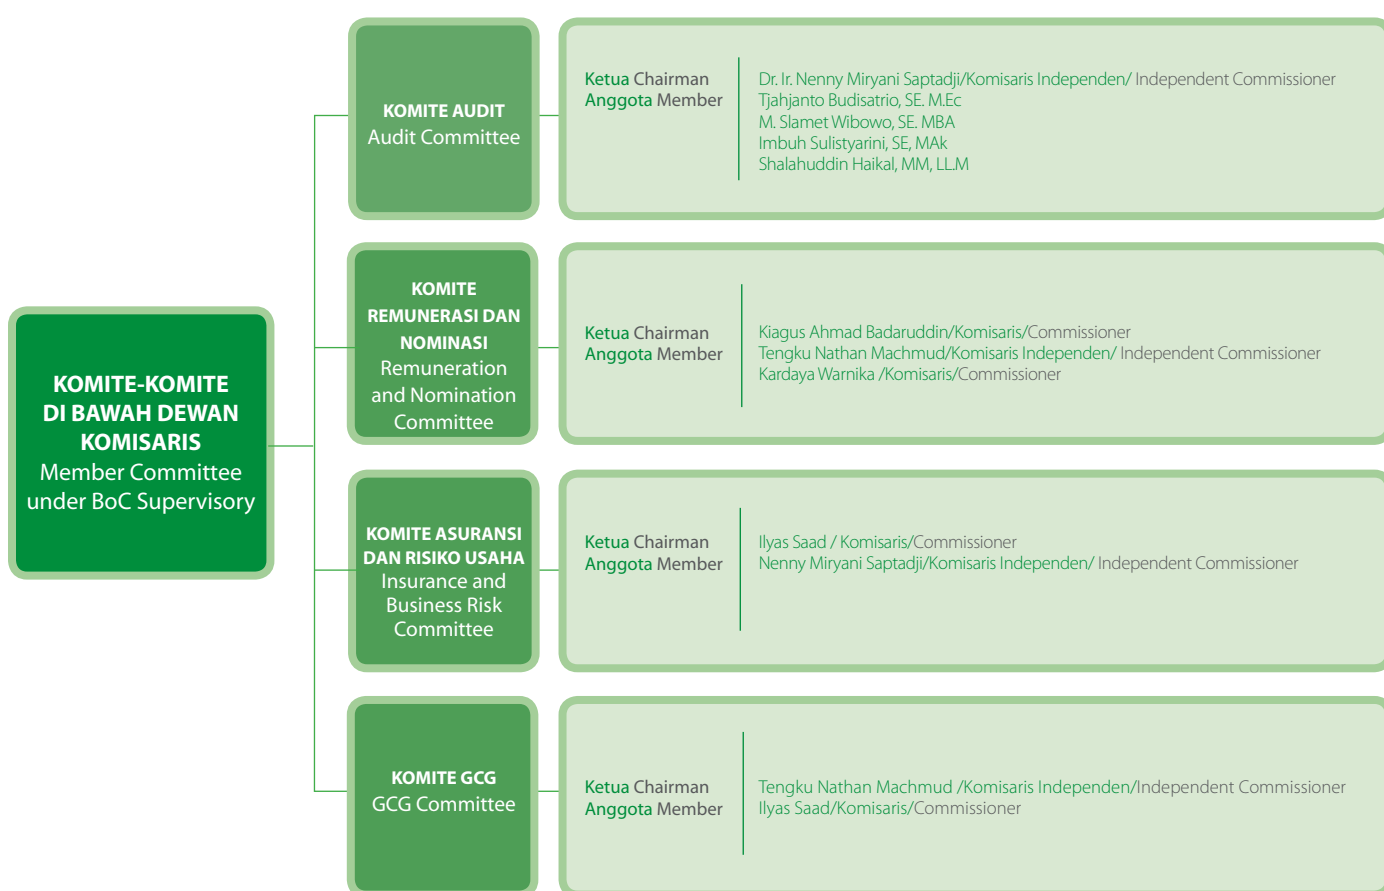 KOMITE-KOMITE
DI BAWAH DEWAN
KOMISARIS
Member Committee
under BoC Supervisory
KOMITE AUDIT
Audit Committee
Ketua Chairman
Anggota Member
Dr. Ir. Nenny Miryani Saptadji/Komisaris Independen/ Independent Commissioner
Tjahjanto Budisatrio, SE. M.Ec
M. Slamet Wibowo, SE. MBA
Imbuh Sulistyarini, SE, MAk
Shalahuddin Haikal, MM, LL.M
KOMITE
REMUNERASI DAN
NOMINASI
Remuneration
and Nomination
Committee
Ketua Chairman
Anggota Member
Kiagus Ahmad Badaruddin/Komisaris/Commissioner
Tengku Nathan Machmud/Komisaris Independen/ Independent Commissioner
Kardaya Warnika /Komisaris/Commissioner
KOMITE ASURANSI
DAN RISIKO USAHA
Insurance and
Business Risk
Committee
Ketua Chairman
Anggota Member
Ilyas Saad / Komisaris/Commissioner
Nenny Miryani Saptadji/Komisaris Independen/ Independent Commissioner
KOMITE GCG
GCG Committee
Ketua Chairman
Anggota Member
Tengku Nathan Machmud /Komisaris Independen/Independent Commissioner
Ilyas Saad/Komisaris/Commissioner